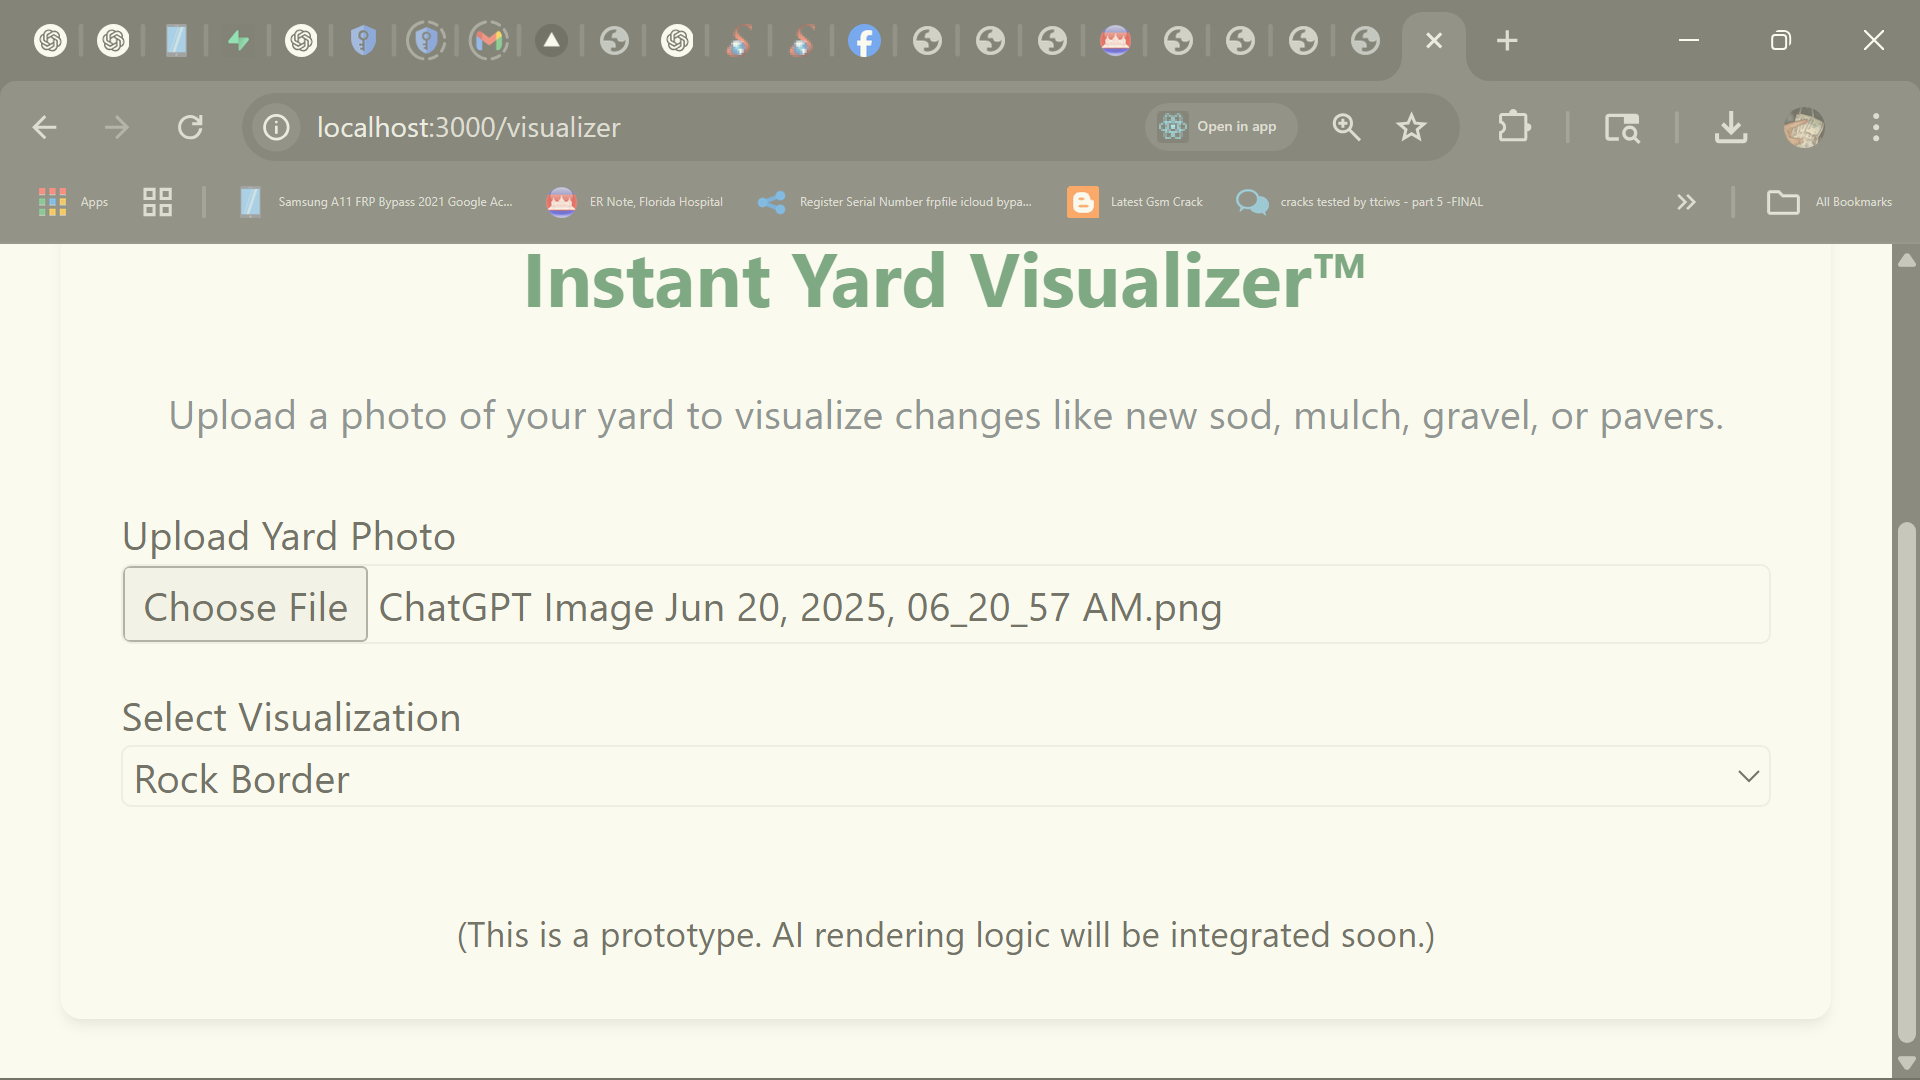 localhost:3000/visualizer
Open in app
Apps
Samsung A11 FRP Bypass 2021 Google Ac...
ER Note, Florida Hospital
Register Serial Number frpfile icloud bypa...
Latest Gsm Crack
cracks tested by ttciws - part 5 -FINAL
All Bookmarks
Instant Yard Visualizer™
Upload a photo of your yard to visualize changes like new sod, mulch, gravel, or pavers.
Upload Yard Photo
Choose File ChatGPT Image Jun 20, 2025, 06_20_57 AM.png
Select Visualization
Rock Border
(This is a prototype. AI rendering logic will be integrated soon.)